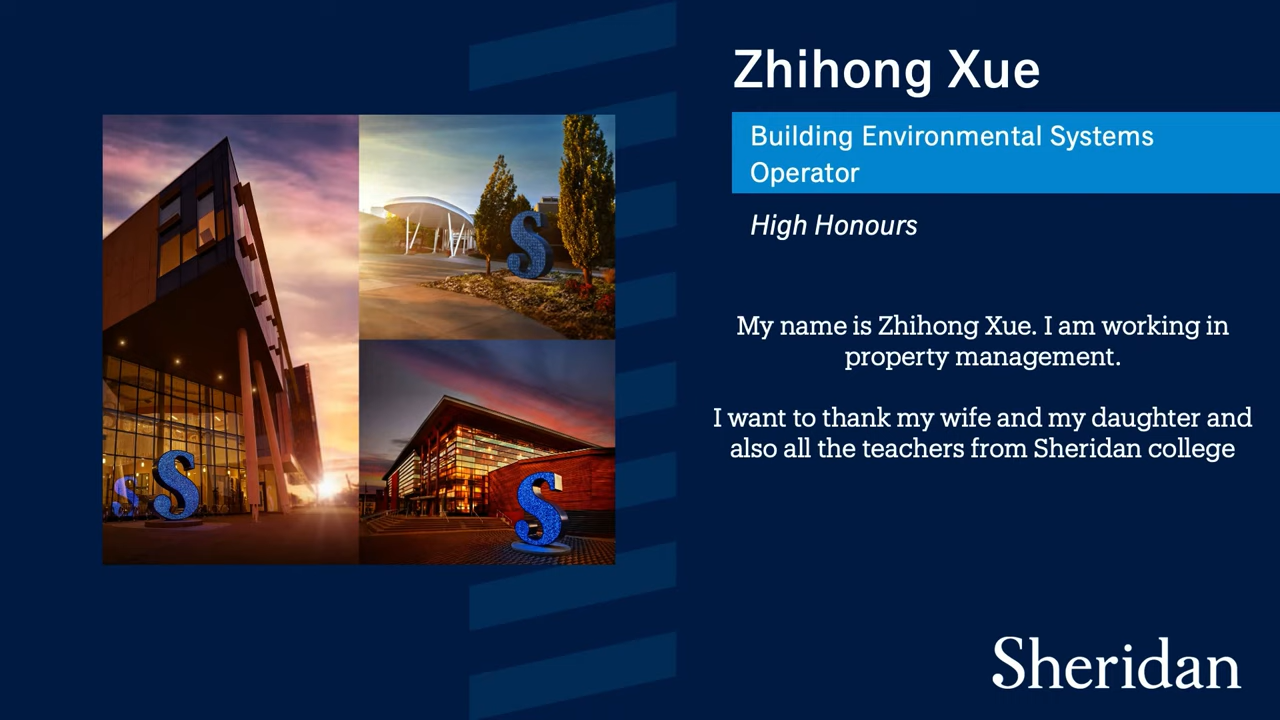 Zhihong Xue
Building Environmental Systems
Operator
High Honours
My name is Zhihong Xue. I am working in
property management.
I want to thank my wife and my daughter and
also all the teachers from Sheridan college
S
S
S
S
Sheridan